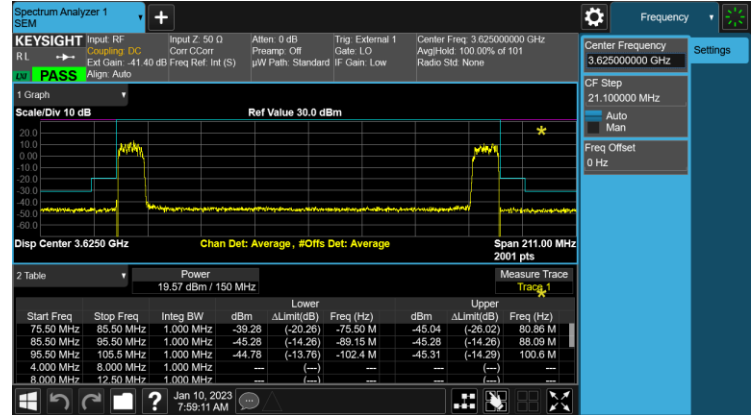 Spectrum Analyzer 1
SEM
Frequency
KEYSIGHT Input: RF Input Z: 50 Ω Atten: 0 dB Trig: External 1 Center Freq: 3.625000000 GHz
RL Coupling: DC Corr CCorr Preamp: Off Gate: LO Avg|Hold: 100.00% of 101
Ext Gain: -41.40 dB Freq Ref: Int (S) µW Path: Standard IF Gain: Low Radio Std: None
LXI PASS Align: Auto
Center Frequency
3.625000000 GHz
Settings
CF Step
21.100000 MHz
Auto
Man
Freq Offset
0 Hz
1 Graph
Scale/Div 10 dB Ref Value 30.0 dBm
20.0
10.0
0.00
-10.0
-20.0
-30.0
-40.0
-50.0
-60.0
Disp Center 3.6250 GHz Chan Det: Average, #Offs Det: Average Span 211.00 MHz
2001 pts
2 Table Power Measure Trace
19.57 dBm / 150 MHz Trace 1
Lower Upper
Start Freq Stop Freq Integ BW dBm ΔLimit(dB) Freq (Hz) dBm ΔLimit(dB) Freq (Hz)
75.50 MHz 85.50 MHz 1.000 MHz -39.28 (-20.26) -75.50 M -45.04 (-26.02) 80.86 M
85.50 MHz 95.50 MHz 1.000 MHz -45.28 (-14.26) -89.15 M -45.28 (-14.26) 88.09 M
95.50 MHz 105.5 MHz 1.000 MHz -44.78 (-13.76) -102.4 M -45.31 (-14.29) 100.6 M
4.000 MHz 8.000 MHz 1.000 MHz --- (---) --- (---) ---
8.000 MHz 12.50 MHz 1.000 MHz --- (---) --- (---) ---
? Jan 10, 2023
7:59:11 AM